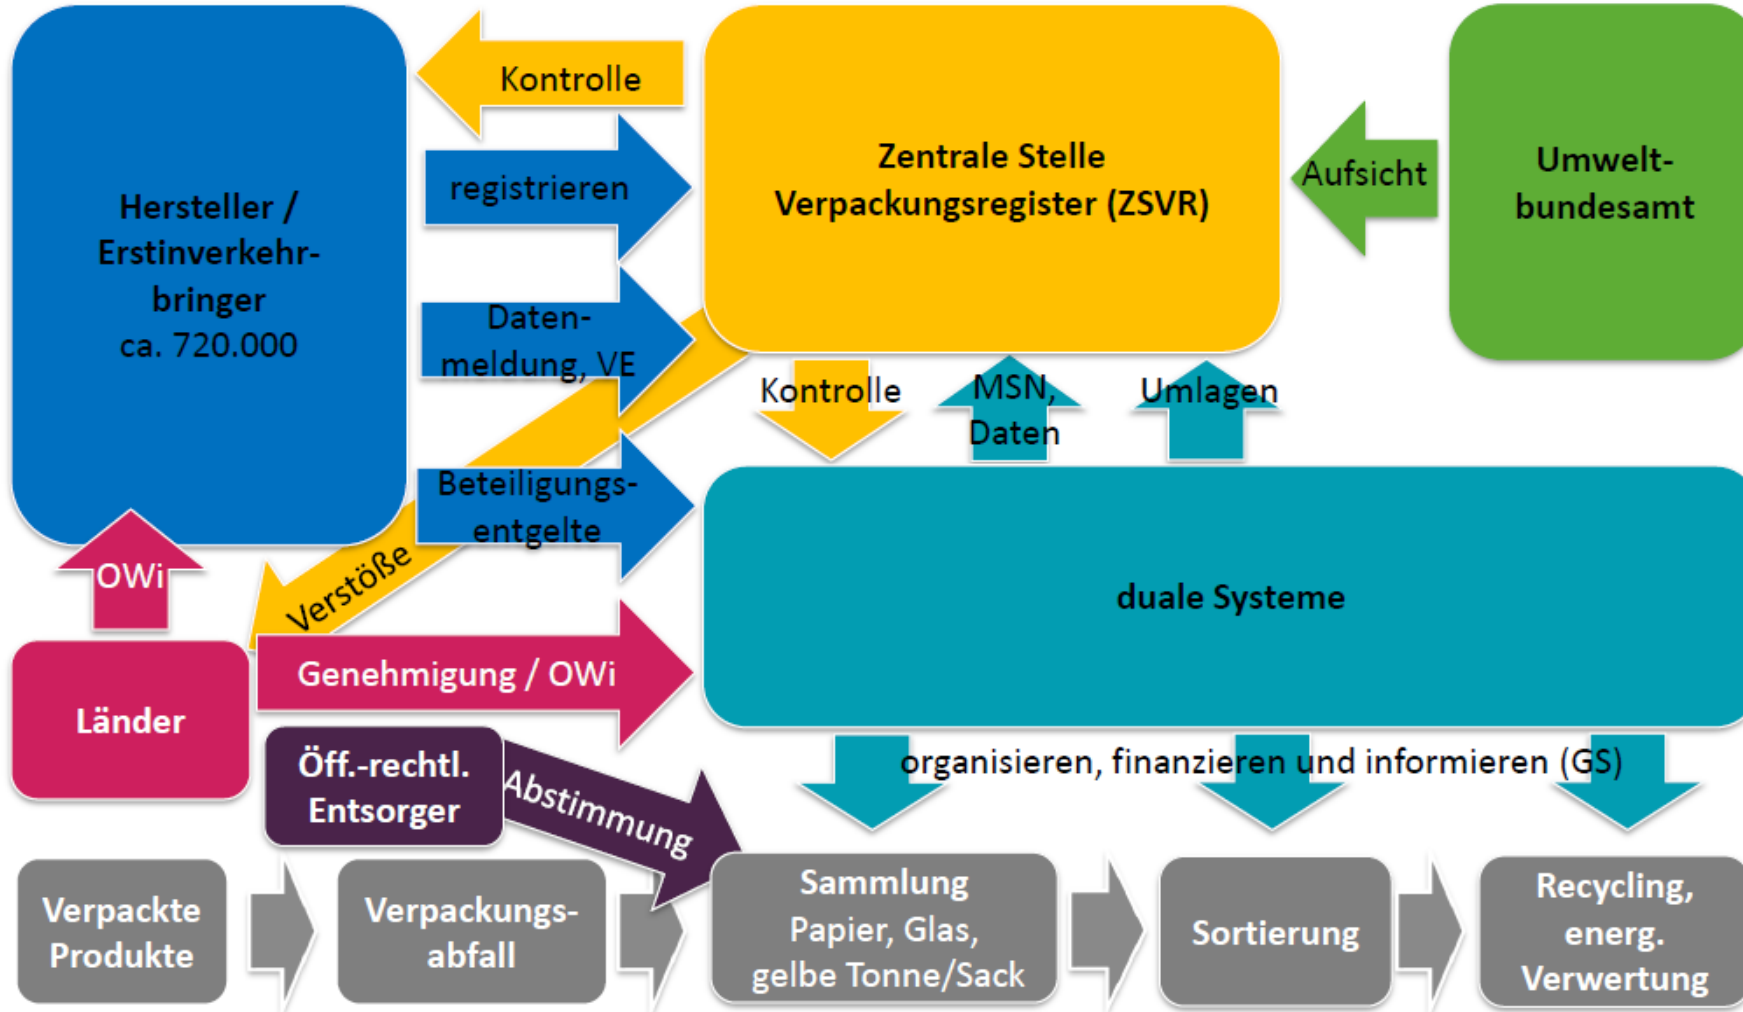 Hersteller /
Erstinverkehr-
bringer
ca. 720.000
Kontrolle
registrieren
Daten-
meldung, VE
Beteiligungs-
entgelte
Zentrale Stelle
Verpackungsregister (ZSVR)
Aufsicht
Umwelt-
bundesamt
Kontrolle
MSN,
Daten
Umlagen
Verstöße
OWi
Länder
Genehmigung / OWi
duale Systeme
Öff.-rechtl.
Entsorger
Abstimmung
organisieren, finanzieren und informieren (GS)
Verpackte
Produkte
Verpackungs-
abfall
Sammlung
Papier, Glas,
gelbe Tonne/Sack
Sortierung
Recycling,
energ.
Verwertung